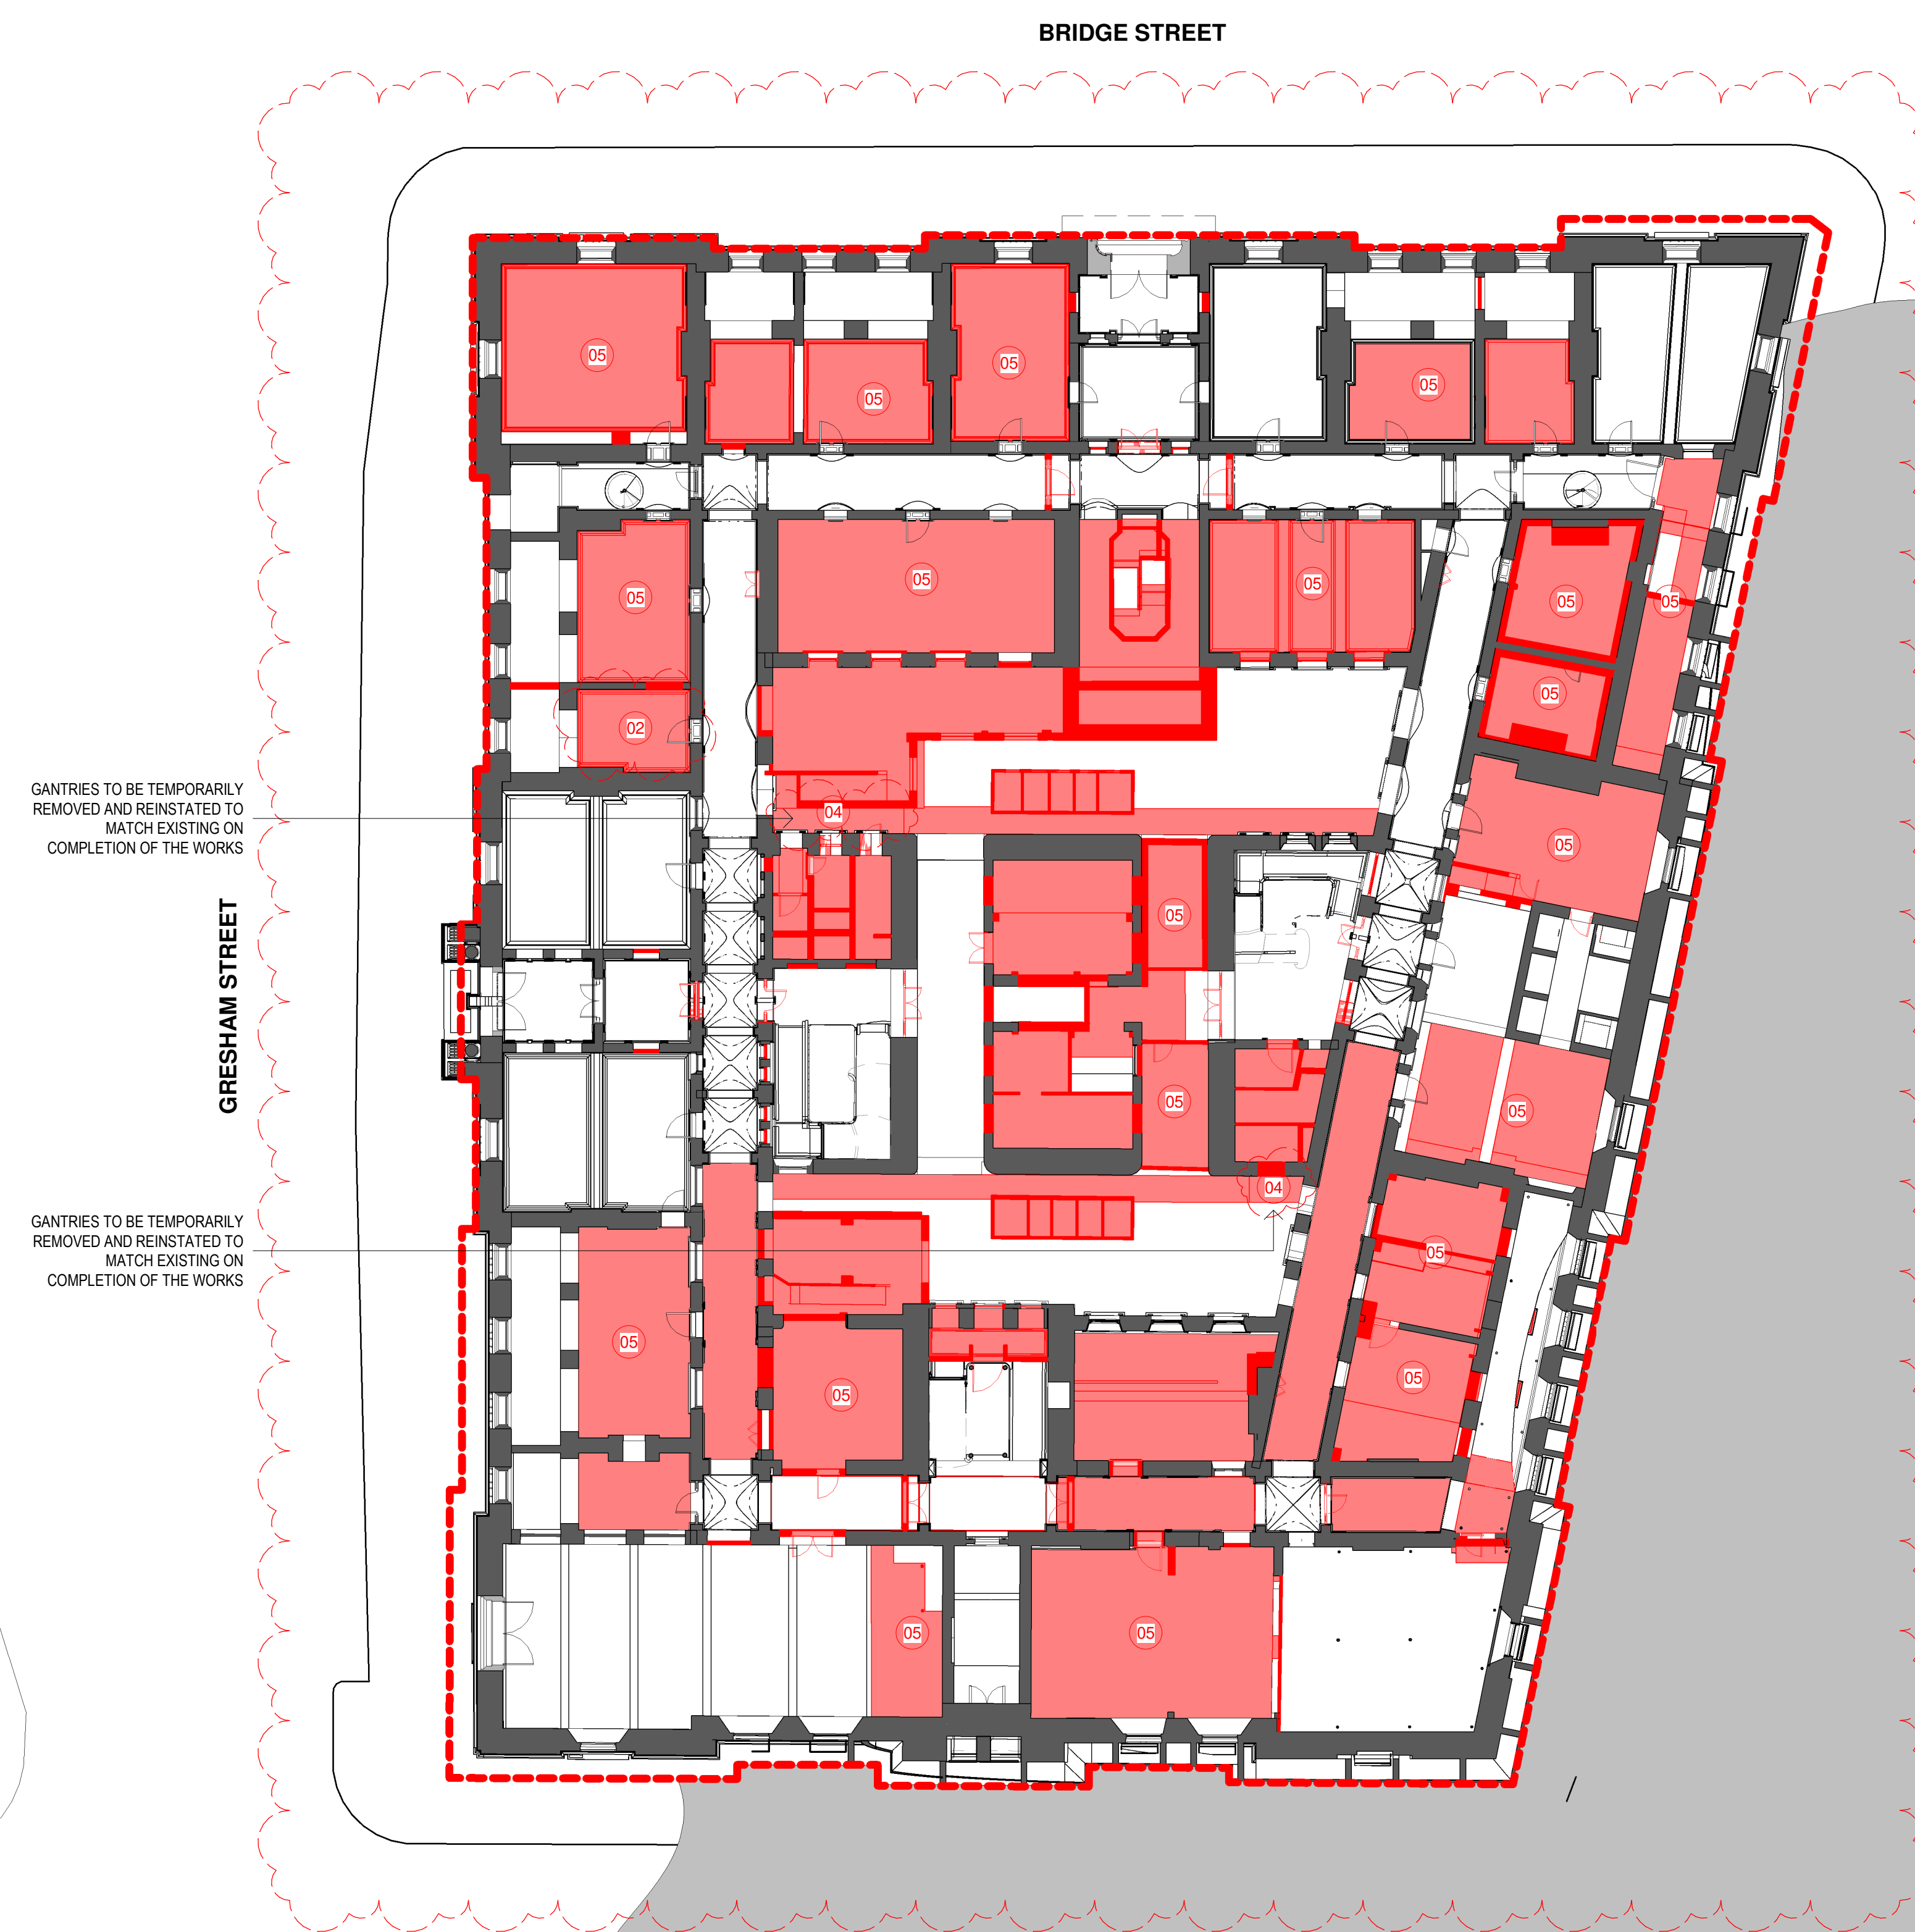 BRIDGE STREET
05
05
05
05
05
05
05
05
05
05
02
GANTRIES TO BE TEMPORARILY
REMOVED AND REINSTATED TO
MATCH EXISTING ON
COMPLETION OF THE WORKS
04
05
05
GRESHAM STREET
05
05
04
GANTRIES TO BE TEMPORARILY
REMOVED AND REINSTATED TO
MATCH EXISTING ON
COMPLETION OF THE WORKS
05
05
05
05
05
05